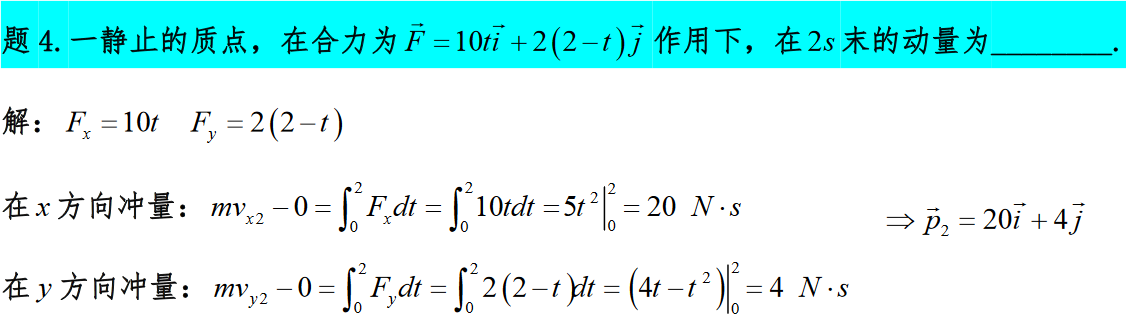 题 4. 一静止的质点，在合力为 $\vec{F}=10t\vec{i}+2(2-t)\vec{j}$ 作用下，在 2s 末的动量为________.
解： $F_x=10t \quad F_y=2(2-t)$
在 x 方向冲量： $mv_{x2}-0=\int_0^2 F_x dt=\int_0^2 10tdt=5t^2\Big|_0^2=20 \ N\cdot s$
$\Rightarrow \vec{p}_2=20\vec{i}+4\vec{j}$
在 y 方向冲量： $mv_{y2}-0=\int_0^2 F_y dt=\int_0^2 2(2-t)dt=(4t-t^2)\Big|_0^2=4 \ N\cdot s$